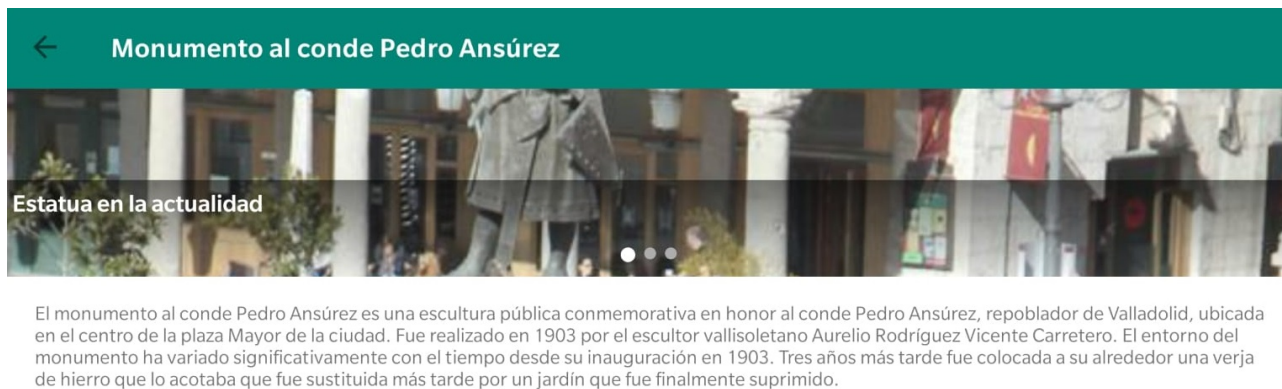 Monumento al conde Pedro Ansúrez
Estatua en la actualidad
El monumento al conde Pedro Ansúrez es una escultura pública conmemorativa en honor al conde Pedro Ansúrez, repoblador de Valladolid, ubicada
en el centro de la plaza Mayor de la ciudad. Fue realizado en 1903 por el escultor vallisoletano Aurelio Rodríguez Vicente Carretero. El entorno del
monumento ha variado significativamente con el tiempo desde su inauguración en 1903. Tres años más tarde fue colocada a su alrededor una verja
de hierro que lo acotaba que fue sustituida más tarde por un jardín que fue finalmente suprimido.